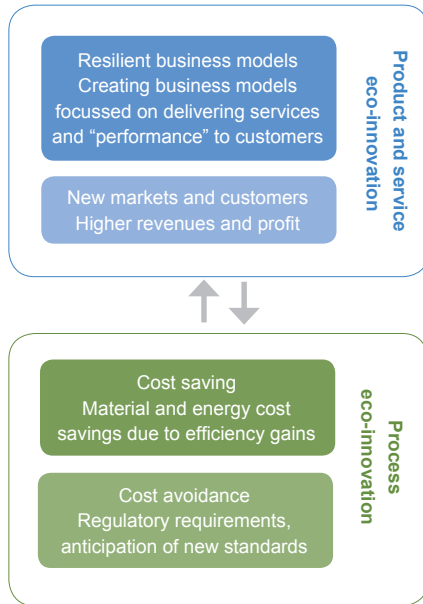 Resilient business models
Creating business models
focussed on delivering services
and “performance” to customers
New markets and customers
Higher revenues and profit
Product and service
eco-innovation
Cost saving
Material and energy cost
savings due to efficiency gains
Cost avoidance
Regulatory requirements,
anticipation of new standards
Process
eco-innovation